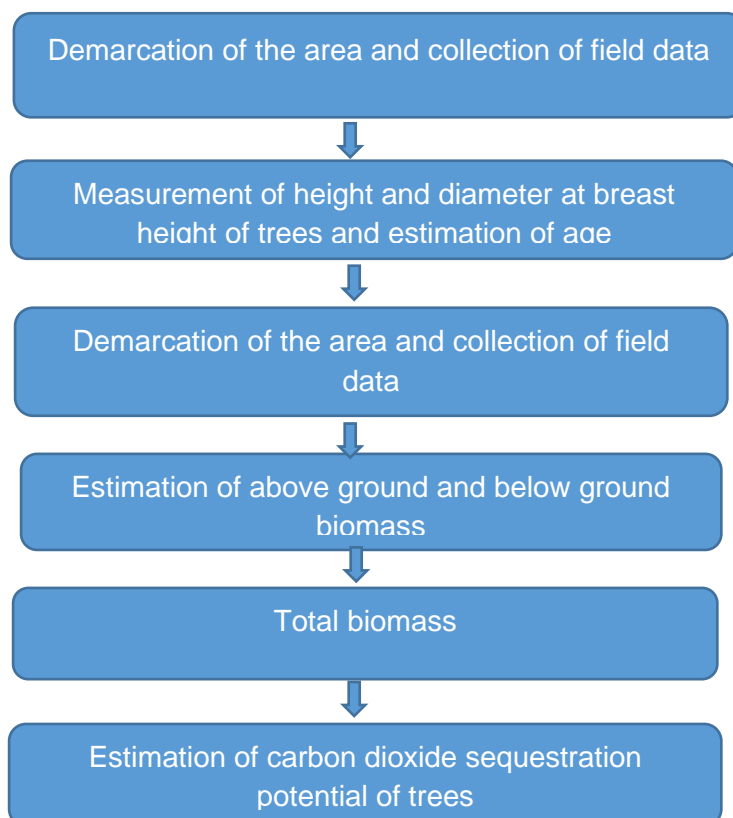 Demarcation of the area and collection of field data
Measurement of height and diameter at breast
height of trees and estimation of age
Demarcation of the area and collection of field
data
Estimation of above ground and below ground
biomass
Total biomass
Estimation of carbon dioxide sequestration
potential of trees